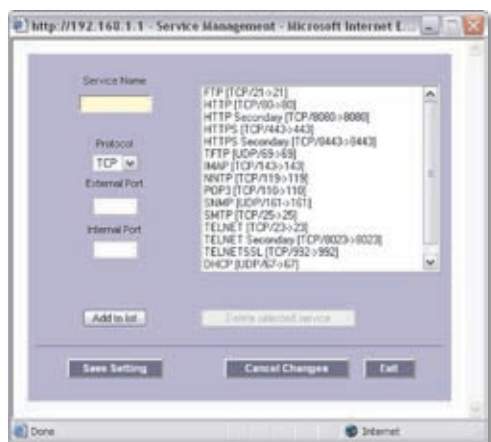 http://192.168.1.1 - Service Management - Microsoft Internet E...
Service Name
Protocol
TCP
External Port
Internal Port
FTP [TCP/21->21]
HTTP [TCP/80->80]
HTTP Secondary [TCP/8080->8080]
HTTPS [TCP/443->443]
HTTPS Secondary [TCP/8443->8443]
TFTP [UDP/69->69]
IMAP [TCP/143->143]
NNTP [TCP/119->119]
POP3 [TCP/110->110]
SNMP [UDP/161->161]
SMTP [TCP/25->25]
TELNET [TCP/23->23]
TELNET Secondary [TCP/8023->8023]
TELNETSSL [TCP/992->992]
DHCP [UDP/67->67]
Add to list
Delete selected service
Save Setting
Cancel Changes
Exit
Done
Internet